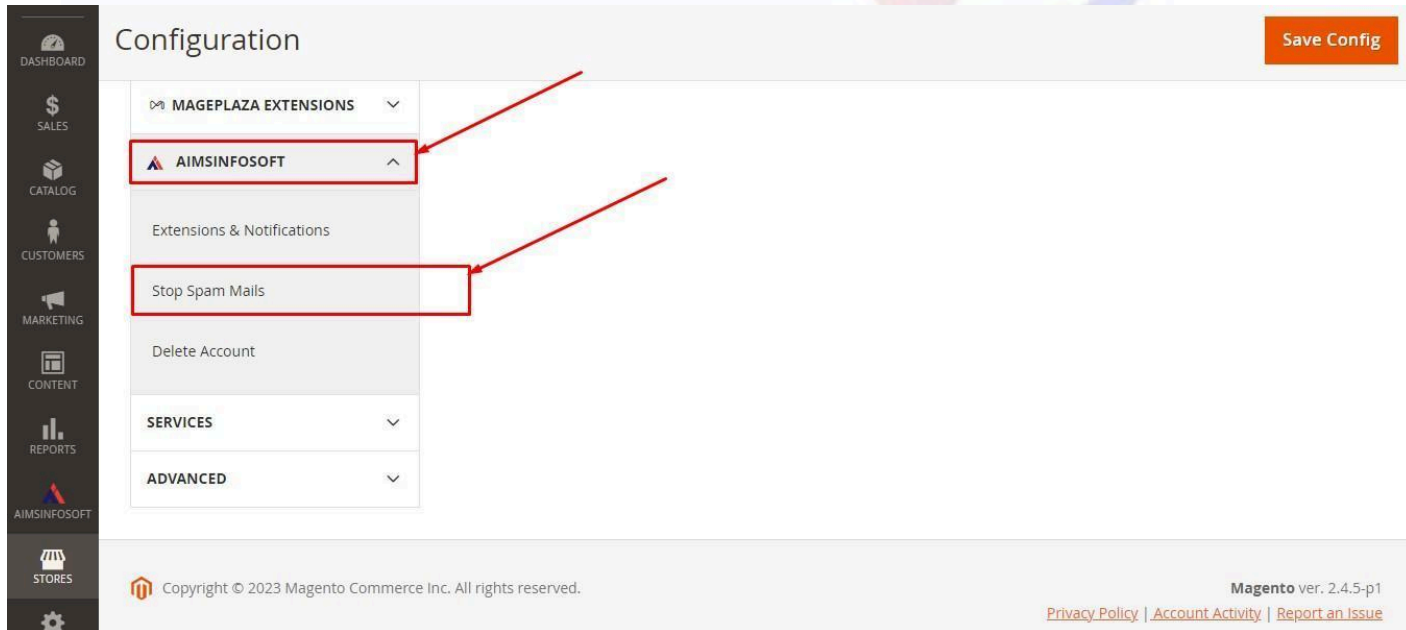 Configuration
Save Config
DASHBOARD
SALES
CATALOG
CUSTOMERS
MARKETING
CONTENT
REPORTS
AIMSINFOSOFT
STORES
MAGEPLAZA EXTENSIONS
AIMSINFOSOFT
Extensions & Notifications
Stop Spam Mails
Delete Account
SERVICES
ADVANCED
Copyright © 2023 Magento Commerce Inc. All rights reserved.
Magento ver. 2.4.5-p1
Privacy Policy | Account Activity | Report an Issue